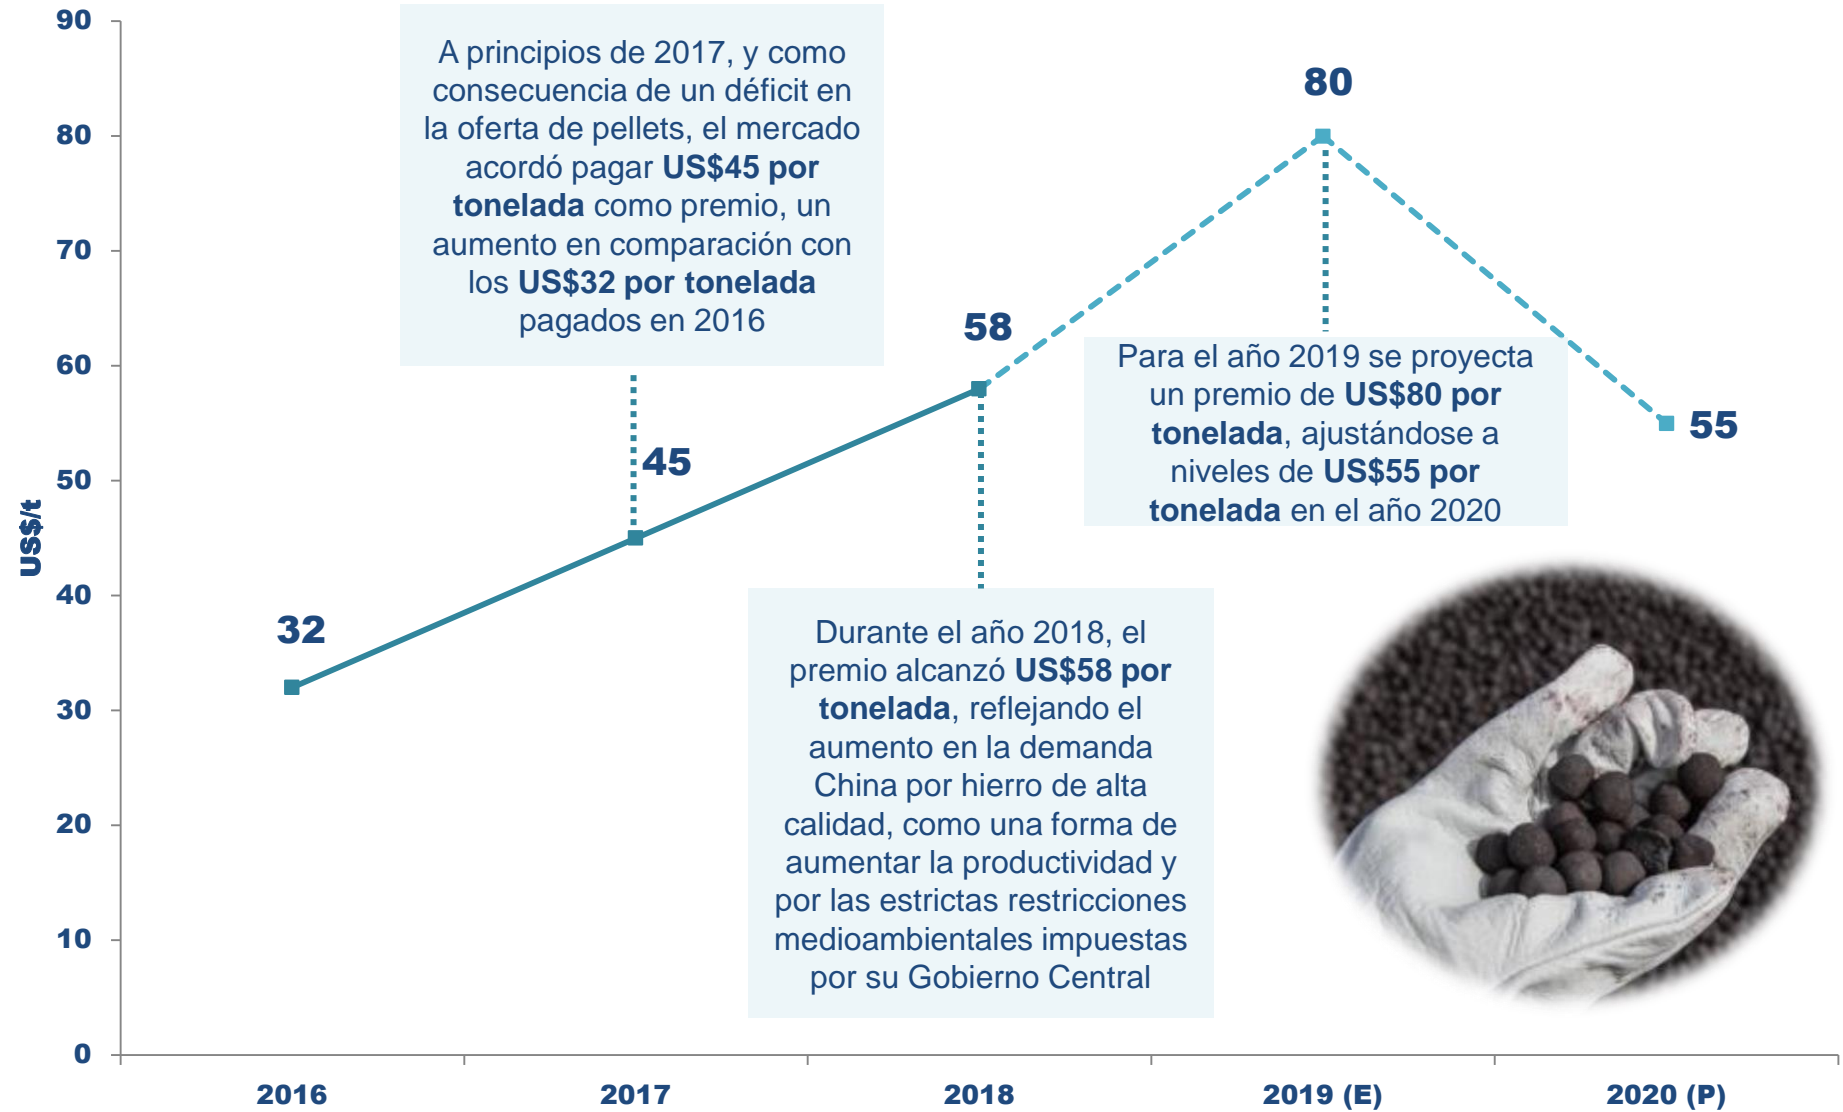 90
80
70
60
50
40
30
20
10
0
US$/t
A principios de 2017, y como
consecuencia de un déficit en
la oferta de pellets, el mercado
acordó pagar US$45 por
tonelada como premio, un
aumento en comparación con
los US$32 por tonelada
pagados en 2016
32
45
58
80
55
Para el año 2019 se proyecta
un premio de US$80 por
tonelada, ajustándose a
niveles de US$55 por
tonelada en el año 2020
Durante el año 2018, el
premio alcanzó US$58 por
tonelada, reflejando el
aumento en la demanda
China por hierro de alta
calidad, como una forma de
aumentar la productividad y
por las estrictas restricciones
medioambientales impuestas
por su Gobierno Central
2016
2017
2018
2019 (E)
2020 (P)